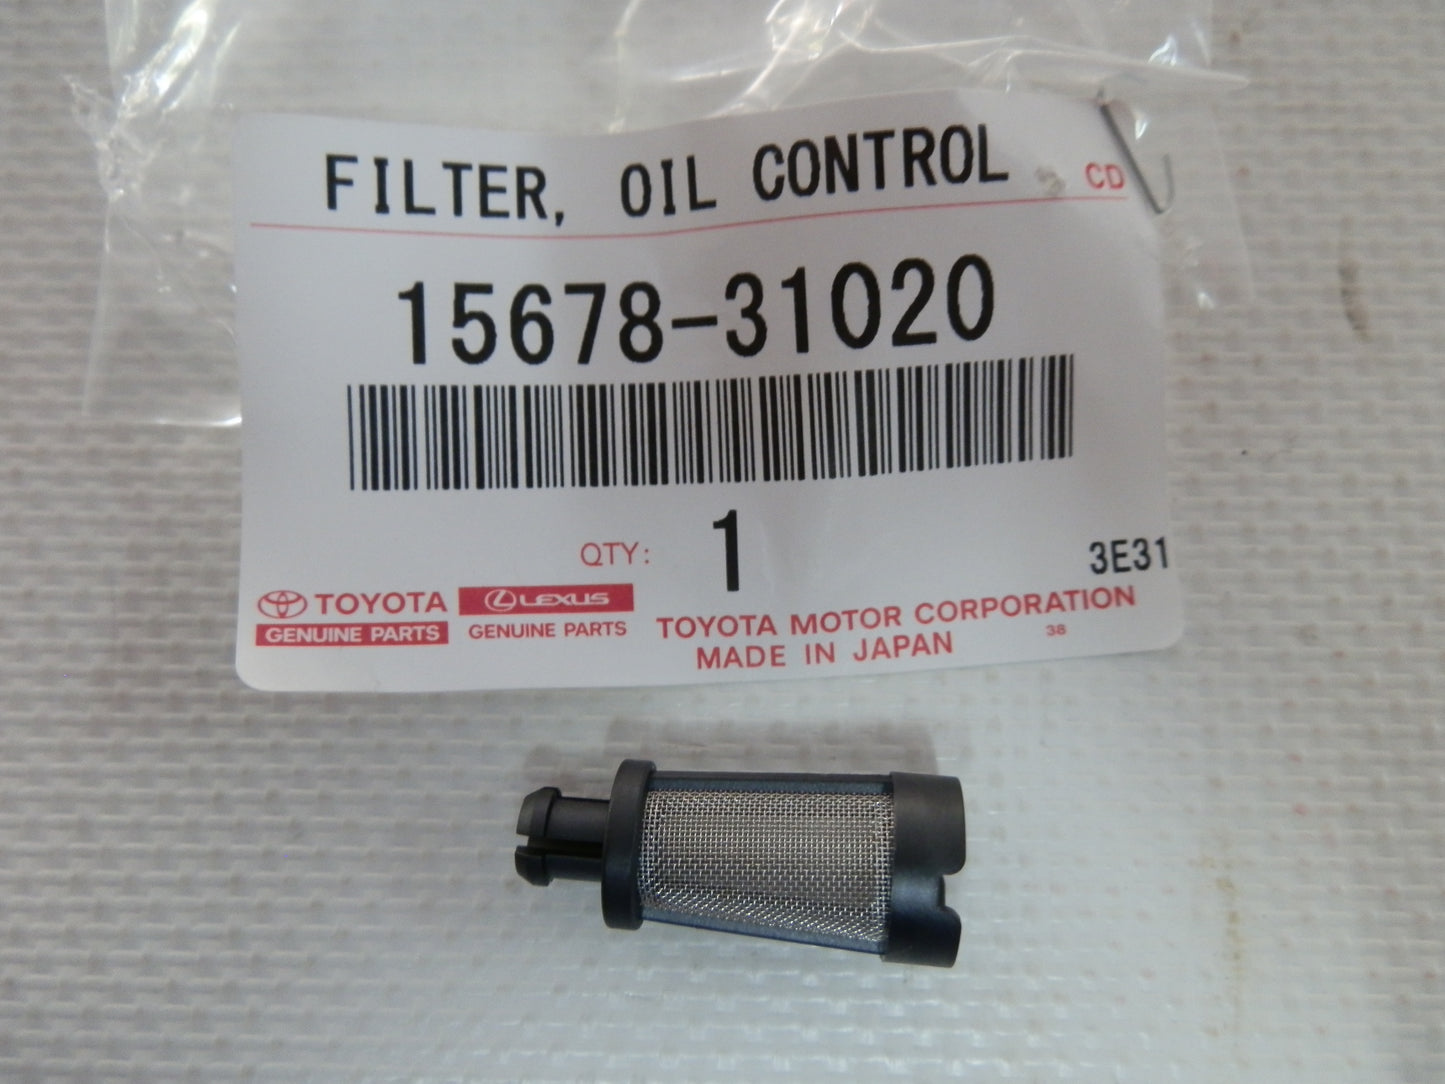 FILTER, OIL CONTROL CD
15678-31020
QTY: 1
3E31
TOYOTA
GENUINE PARTS
LEXUS
GENUINE PARTS
TOYOTA MOTOR CORPORATION
MADE IN JAPAN 38